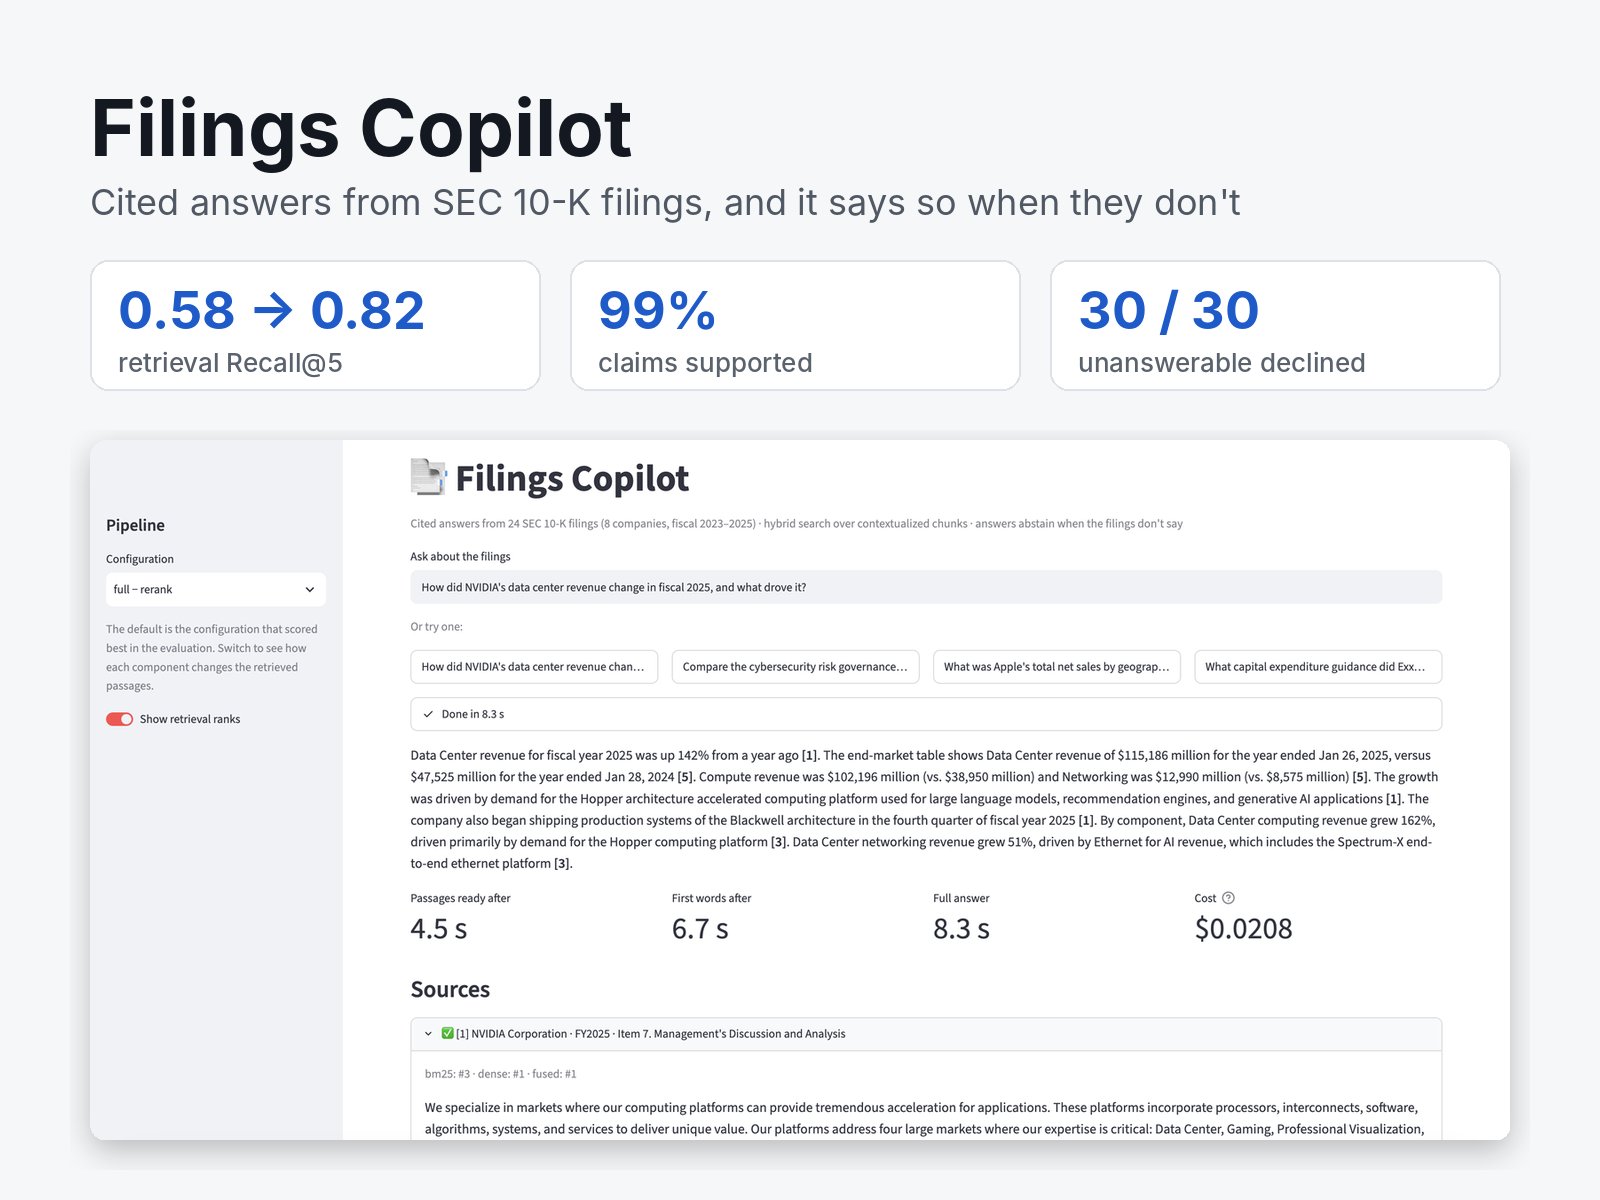 Filings Copilot
Cited answers from SEC 10-K filings, and it says so when they don't
0.58 → 0.82
retrieval Recall@5
99%
claims supported
30 / 30
unanswerable declined
Pipeline
Configuration
full − rerank
The default is the configuration that scored
best in the evaluation. Switch to see how
each component changes the retrieved
passages.
Show retrieval ranks
Filings Copilot
Cited answers from 24 SEC 10-K filings (8 companies, fiscal 2023–2025) · hybrid search over contextualized chunks · answers abstain when the filings don't say
Ask about the filings
How did NVIDIA's data center revenue change in fiscal 2025, and what drove it?
Or try one:
How did NVIDIA's data center revenue chan…
Compare the cybersecurity risk governance…
What was Apple's total net sales by geograp…
What capital expenditure guidance did Exx…
Done in 8.3 s
Data Center revenue for fiscal year 2025 was up 142% from a year ago [1]. The end-market table shows Data Center revenue of $115,186 million for the year ended Jan 26, 2025, versus
$47,525 million for the year ended Jan 28, 2024 [5]. Compute revenue was $102,196 million (vs. $38,950 million) and Networking was $12,990 million (vs. $8,575 million) [5]. The growth
was driven by demand for the Hopper architecture accelerated computing platform used for large language models, recommendation engines, and generative AI applications [1]. The
company also began shipping production systems of the Blackwell architecture in the fourth quarter of fiscal year 2025 [1]. By component, Data Center computing revenue grew 162%,
driven primarily by demand for the Hopper computing platform [3]. Data Center networking revenue grew 51%, driven by Ethernet for AI revenue, which includes the Spectrum-X end-
to-end ethernet platform [3].
Passages ready after
4.5 s
First words after
6.7 s
Full answer
8.3 s
Cost
$0.0208
Sources
[1] NVIDIA Corporation · FY2025 · Item 7. Management's Discussion and Analysis
bm25: #3 · dense: #1 · fused: #1
We specialize in markets where our computing platforms can provide tremendous acceleration for applications. These platforms incorporate processors, interconnects, software,
algorithms, systems, and services to deliver unique value. Our platforms address four large markets where our expertise is critical: Data Center, Gaming, Professional Visualization,